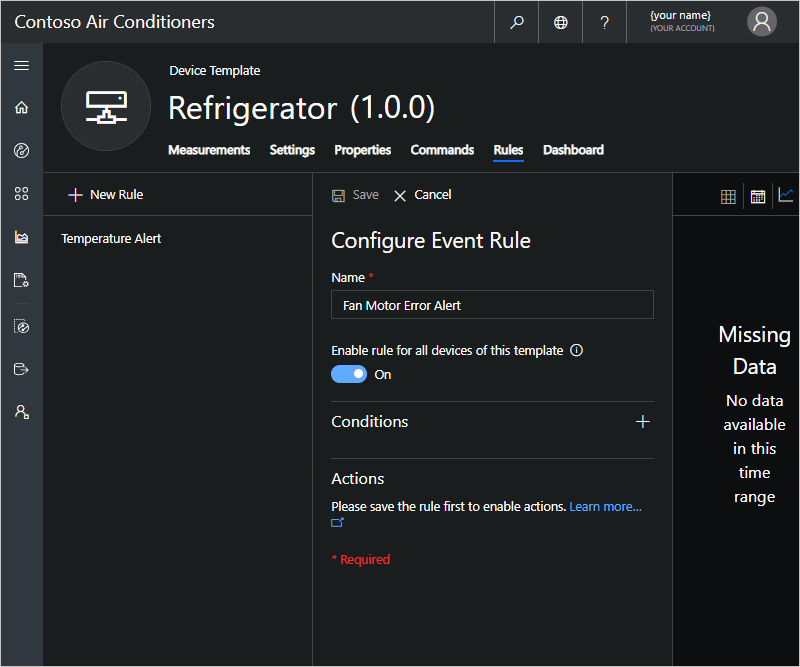 Contoso Air Conditioners
?
{your name}
(YOUR ACCOUNT)
Device Template
Refrigerator (1.0.0)
Measurements Settings Properties Commands Rules Dashboard
New Rule
Temperature Alert
Save Cancel
Configure Event Rule
Name *
Fan Motor Error Alert
Enable rule for all devices of this template
On
Conditions
Actions
Please save the rule first to enable actions. Learn more...
* Required
Missing
Data
No data
available
in this
time
range